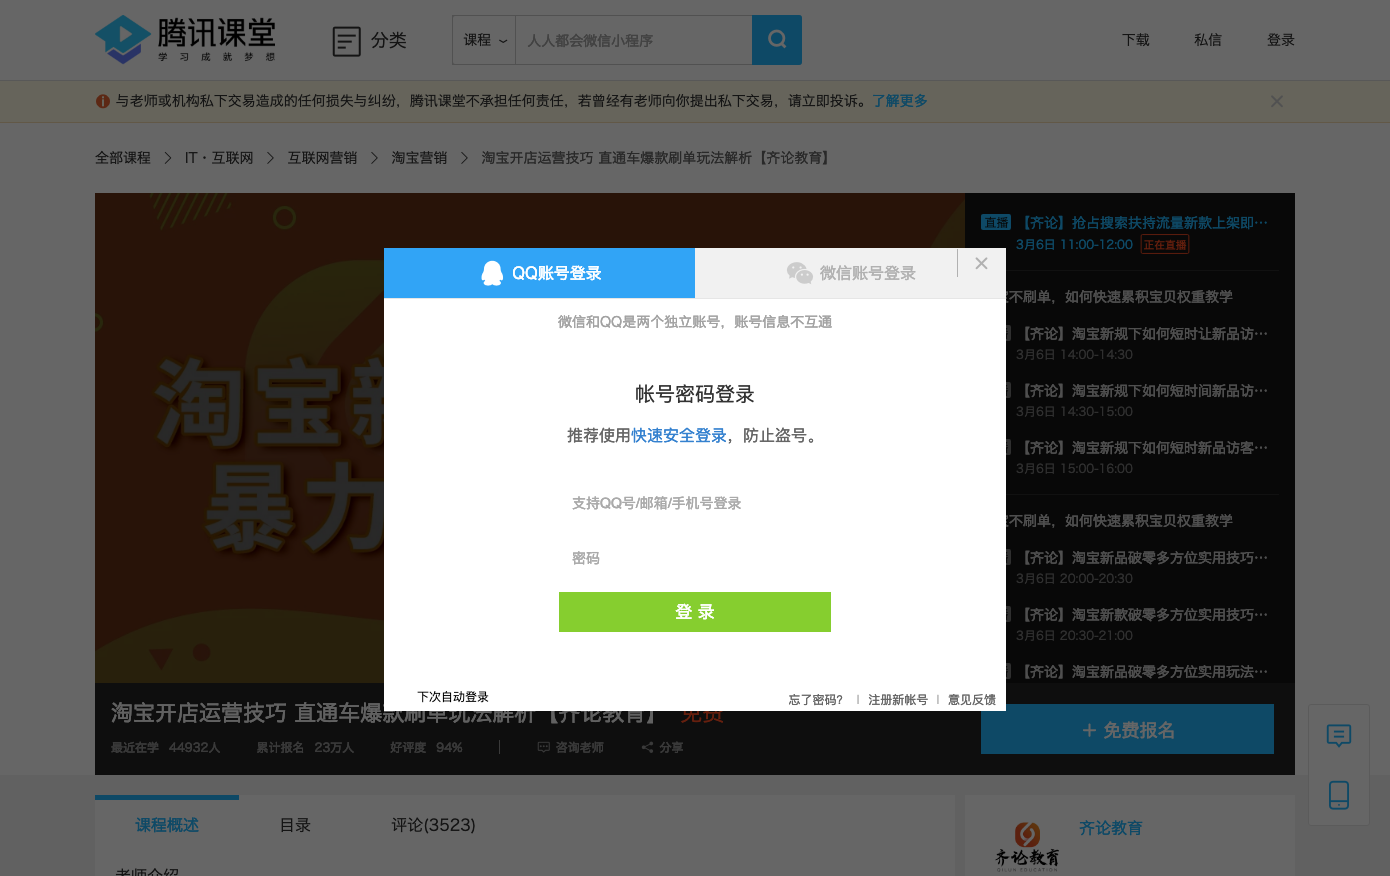 腾讯课堂
学习成就梦想
分类
课程
人人都会微信小程序
下载
私信
登录
与老师或机构私下交易造成的任何损失与纠纷，腾讯课堂不承担任何责任，若曾经有老师向你提出私下交易，请立即投诉。了解更多
全部课程 > IT · 互联网 > 互联网营销 > 淘宝营销 > 淘宝开店运营技巧 直通车爆款刷单玩法解析【齐论教育】
淘宝新
暴力
直播 【齐论】抢占搜索扶持流量新款上架即···
3月6日 11:00-12:00 正在直播
不刷单，如何快速累积宝贝权重教学
【齐论】淘宝新规下如何短时让新品访···
3月6日 14:00-14:30
【齐论】淘宝新规下如何短时间新品访···
3月6日 14:30-15:00
【齐论】淘宝新规下如何短时新品访客···
3月6日 15:00-16:00
不刷单，如何快速累积宝贝权重教学
【齐论】淘宝新品破零多方位实用技巧···
3月6日 20:00-20:30
【齐论】淘宝新款破零多方位实用技巧···
3月6日 20:30-21:00
【齐论】淘宝新品破零多方位实用玩法···
QQ账号登录
微信账号登录
微信和QQ是两个独立账号，账号信息不互通
帐号密码登录
推荐使用快速安全登录，防止盗号。
支持QQ号/邮箱/手机号登录
密码
登 录
下次自动登录
忘了密码？ | 注册新帐号 | 意见反馈
淘宝开店运营技巧 直通车爆款刷单玩法解析【齐论教育】 免费
最近在学 44932人
累计报名 23万人
好评度 94%
咨询老师
分享
+ 免费报名
课程概述
目录
评论(3523)
齐论教育
齐论教育
QILUN EDUCATION
老师介绍